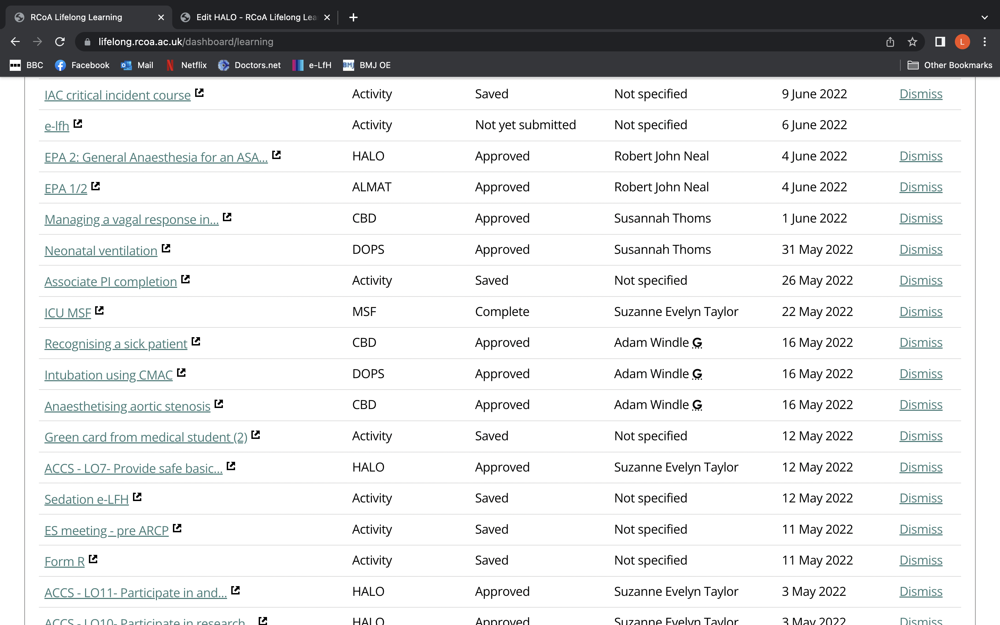 RCoA Lifelong Learning
Edit HALO - RCoA Lifelong Lea
lifelong.rcoa.ac.uk/dashboard/learning
L
BBC Facebook Mail Netflix Doctors.net e-LfH BMJ BMJ OE Other Bookmarks
IAC critical incident course Activity Saved Not specified 9 June 2022 Dismiss
e-lfh Activity Not yet submitted Not specified 6 June 2022
EPA 2: General Anaesthesia for an ASA... HALO Approved Robert John Neal 4 June 2022 Dismiss
EPA 1/2 ALMAT Approved Robert John Neal 4 June 2022 Dismiss
Managing a vagal response in... CBD Approved Susannah Thoms 1 June 2022 Dismiss
Neonatal ventilation DOPS Approved Susannah Thoms 31 May 2022 Dismiss
Associate PI completion Activity Saved Not specified 26 May 2022 Dismiss
ICU MSF MSF Complete Suzanne Evelyn Taylor 22 May 2022 Dismiss
Recognising a sick patient CBD Approved Adam Windle G 16 May 2022 Dismiss
Intubation using CMAC DOPS Approved Adam Windle G 16 May 2022 Dismiss
Anaesthetising aortic stenosis CBD Approved Adam Windle G 16 May 2022 Dismiss
Green card from medical student (2) Activity Saved Not specified 12 May 2022 Dismiss
ACCS - LO7- Provide safe basic... HALO Approved Suzanne Evelyn Taylor 12 May 2022 Dismiss
Sedation e-LFH Activity Saved Not specified 12 May 2022 Dismiss
ES meeting - pre ARCP Activity Saved Not specified 11 May 2022 Dismiss
Form R Activity Saved Not specified 11 May 2022 Dismiss
ACCS - LO11- Participate in and... HALO Approved Suzanne Evelyn Taylor 3 May 2022 Dismiss
ACCS - LO10- Participate in research... HALO Approved Suzanne Evelyn Taylor 3 May 2022 Dismiss